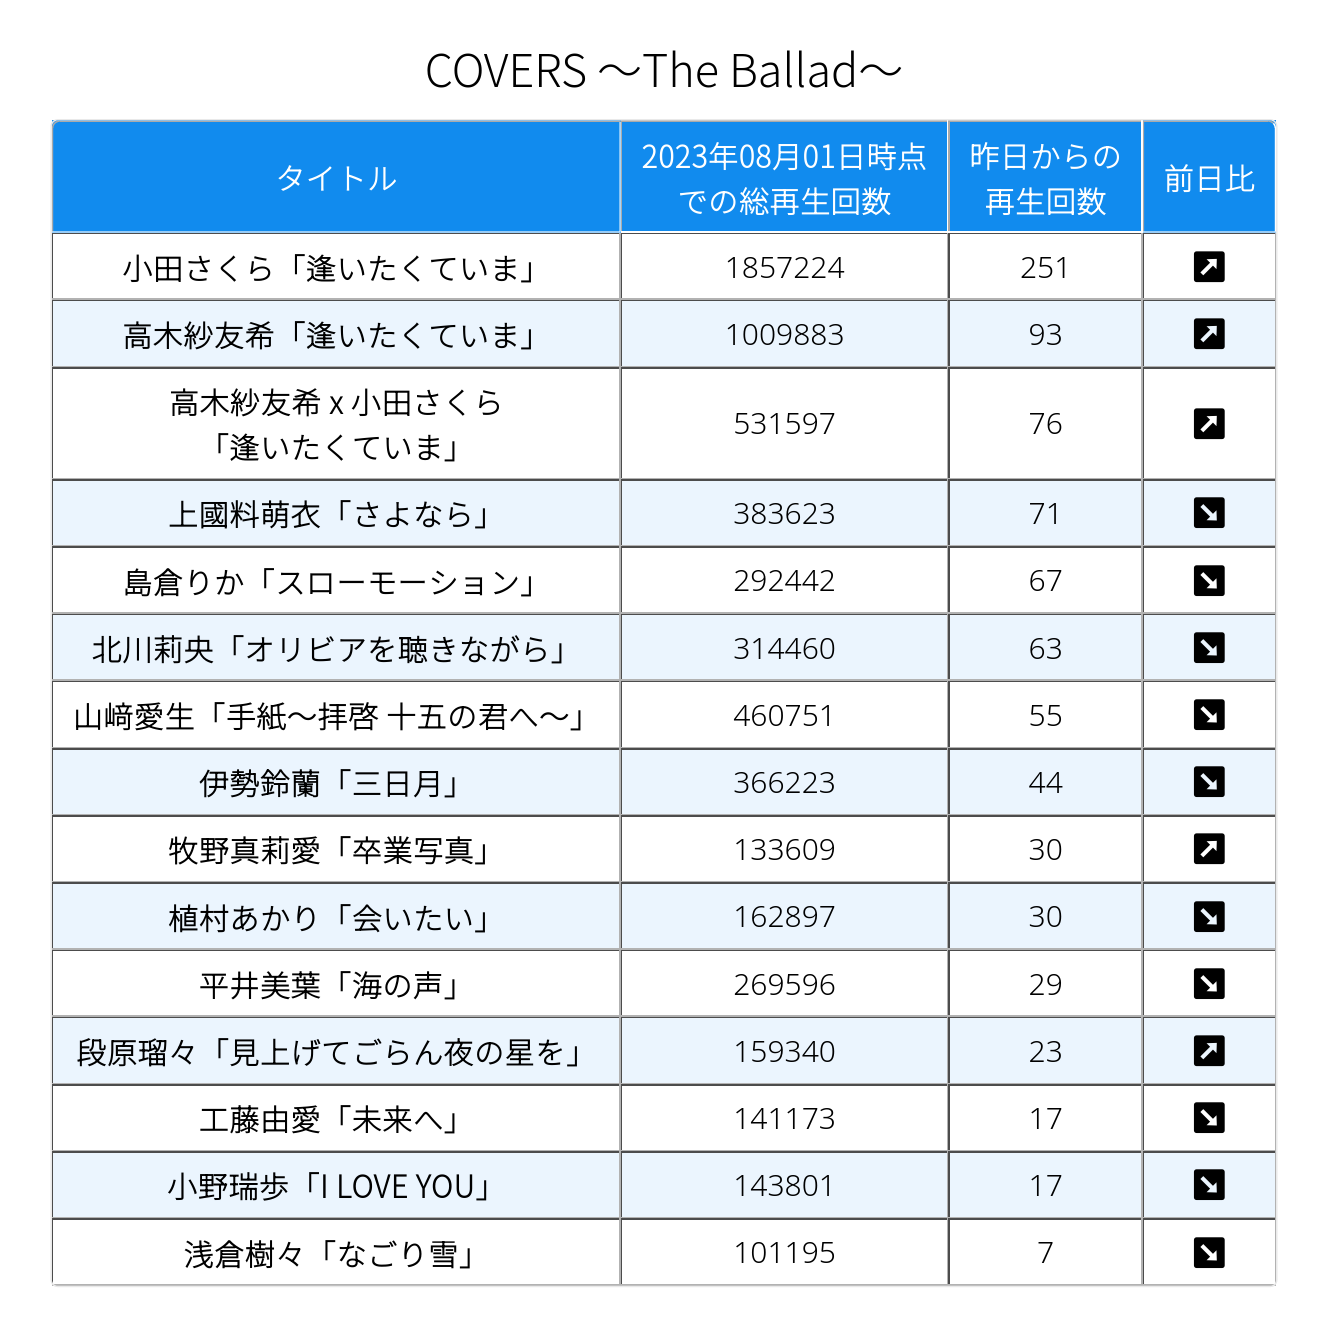 COVERS ～The Ballad～
タイトル 2023年08月01日時点 昨日からの 前日比
での総再生回数 再生回数
小田さくら「逢いたくていま」 1857224 251
高木紗友希「逢いたくていま」 1009883 93
高木紗友希 x 小田さくら
「逢いたくていま」 531597 76
上國料萌衣「さよなら」 383623 71
島倉りか「スローモーション」 292442 67
北川莉央「オリビアを聴きながら」 314460 63
山﨑愛生「手紙～拝啓 十五の君へ～」 460751 55
伊勢鈴蘭「三日月」 366223 44
牧野真莉愛「卒業写真」 133609 30
植村あかり「会いたい」 162897 30
平井美葉「海の声」 269596 29
段原瑠々「見上げてごらん夜の星を」 159340 23
工藤由愛「未来へ」 141173 17
小野瑞歩「I LOVE YOU」 143801 17
浅倉樹々「なごり雪」 101195 7